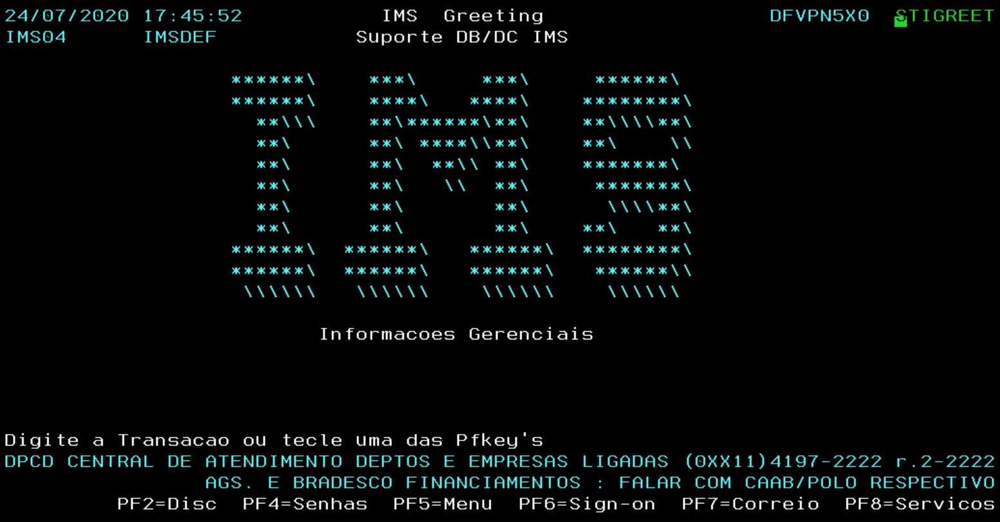 24/07/2020 17:45:52 IMS Greeting DFVPN5X0 STIGREET
IMS04 IMSDEF Suporte DB/DC IMS
******\     ***\      ***\      ******\
******\     ****\    ****\    ********\
  **\\\     **\******\**\     **\\\\**\
  **\       **\ ****\\**\     **\     \\
  **\       **\  **\\ **\     *******\
  **\       **\   \\  **\      *******\
  **\       **\       **\       \\\\**\
  **\       **\       **\     **\    **\
******\   ******\    ******\   ********\
******\   ******\    ******\    ******\\
 \\\\\\    \\\\\\     \\\\\\     \\\\\\
Informacoes Gerenciais
Digite a Transacao ou tecle uma das Pfkey's
DPCD CENTRAL DE ATENDIMENTO DEPTOS E EMPRESAS LIGADAS (0XX11)4197-2222 r.2-2222
AGS. E BRADESCO FINANCIAMENTOS : FALAR COM CAAB/POLO RESPECTIVO
PF2=Disc PF4=Senhas PF5=Menu PF6=Sign-on PF7=Correio PF8=Servicos